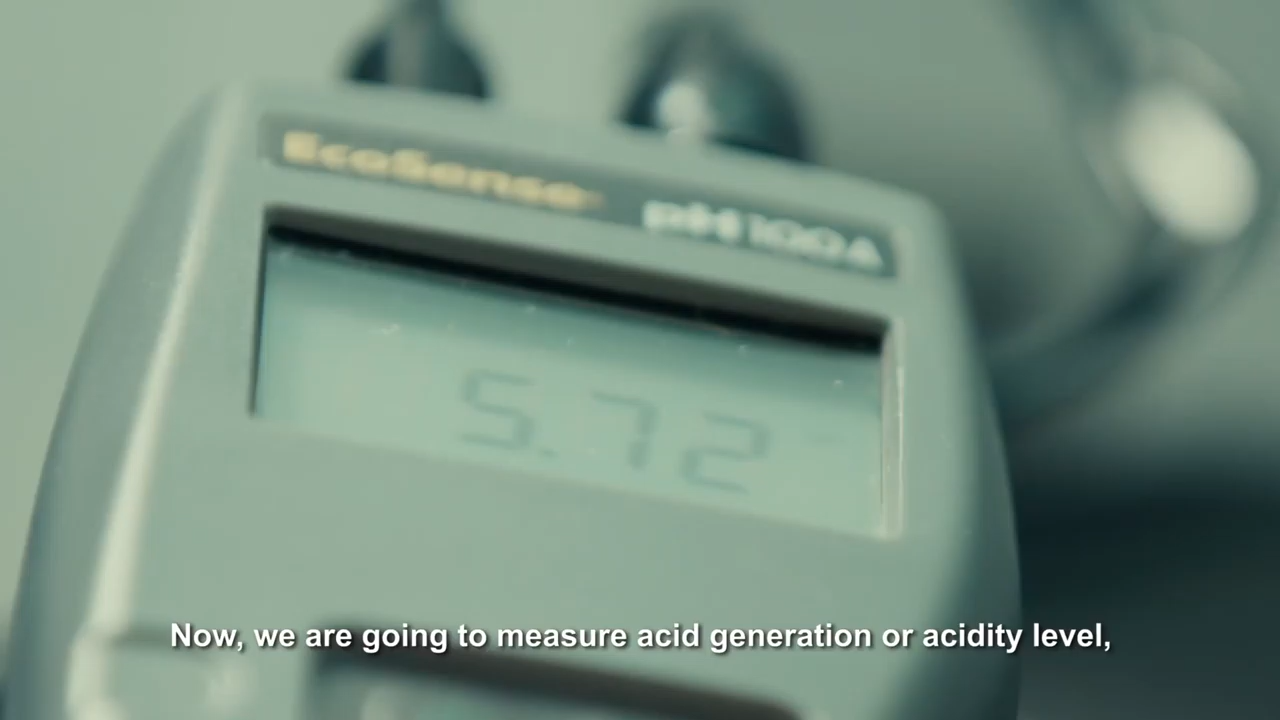 EcoSense pH100A
5.72
Now, we are going to measure acid generation or acidity level,